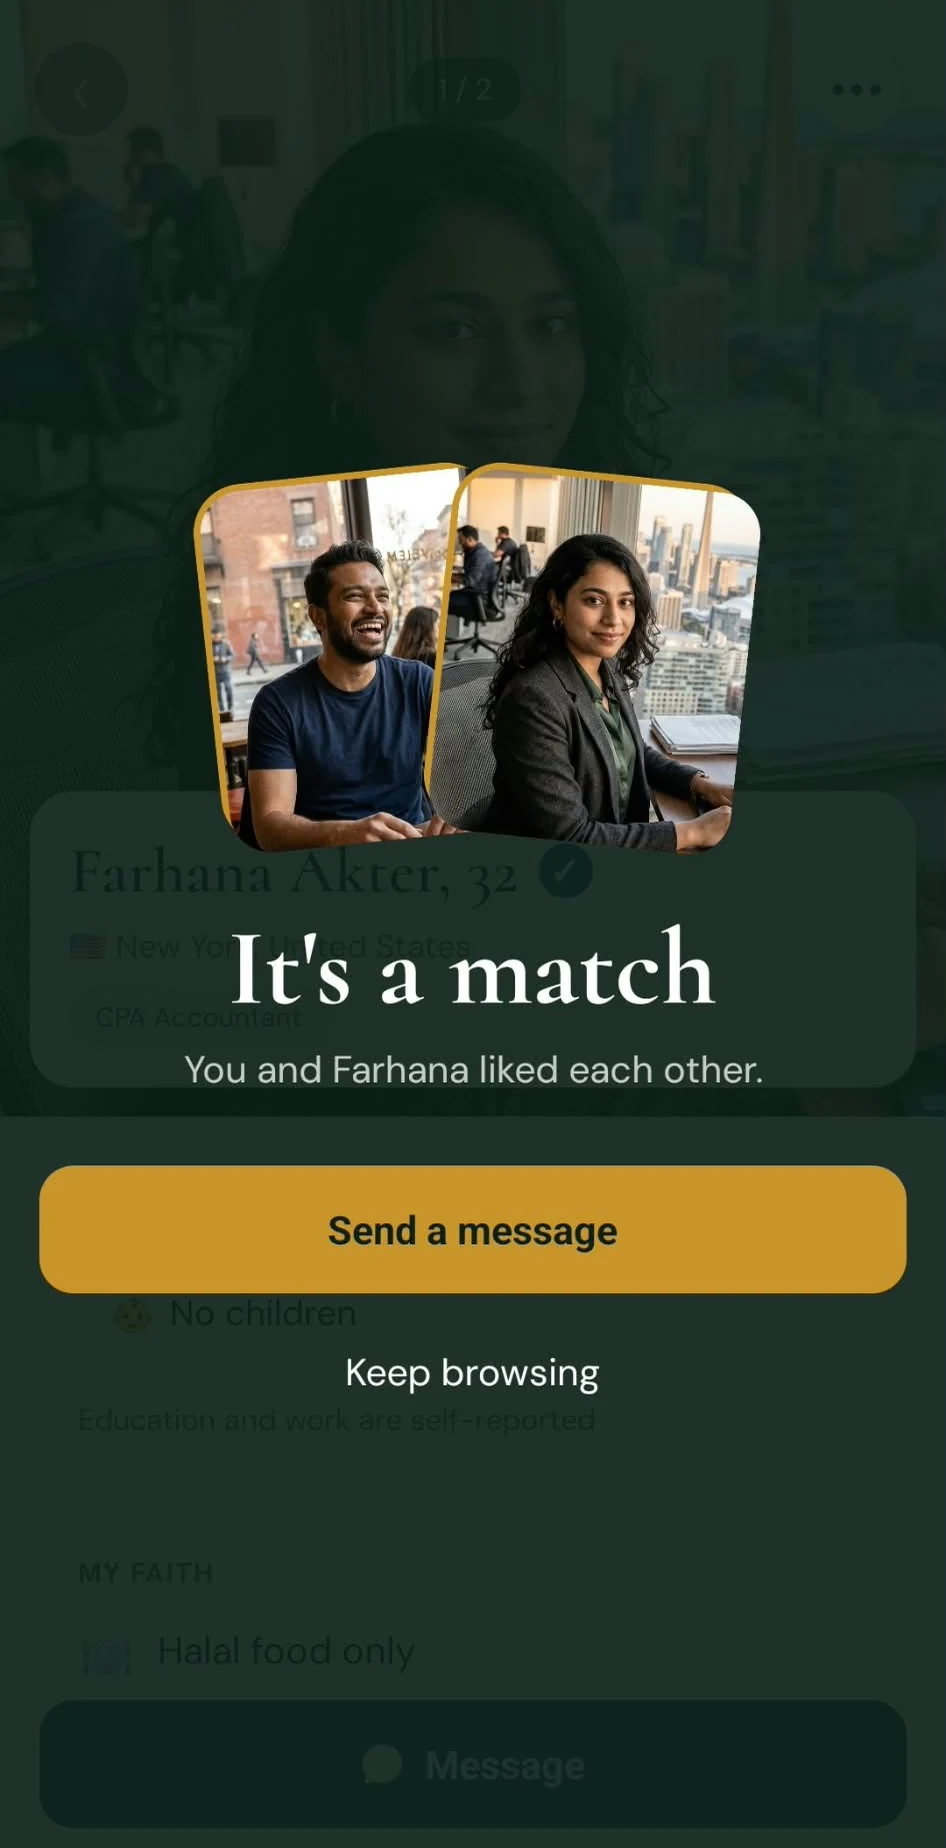 1 / 2
Farhana Akter, 32
New York, United States
It's a match
CPA Accountant
You and Farhana liked each other.
Send a message
No children
Keep browsing
Education and work are self-reported
MY FAITH
Halal food only
Message